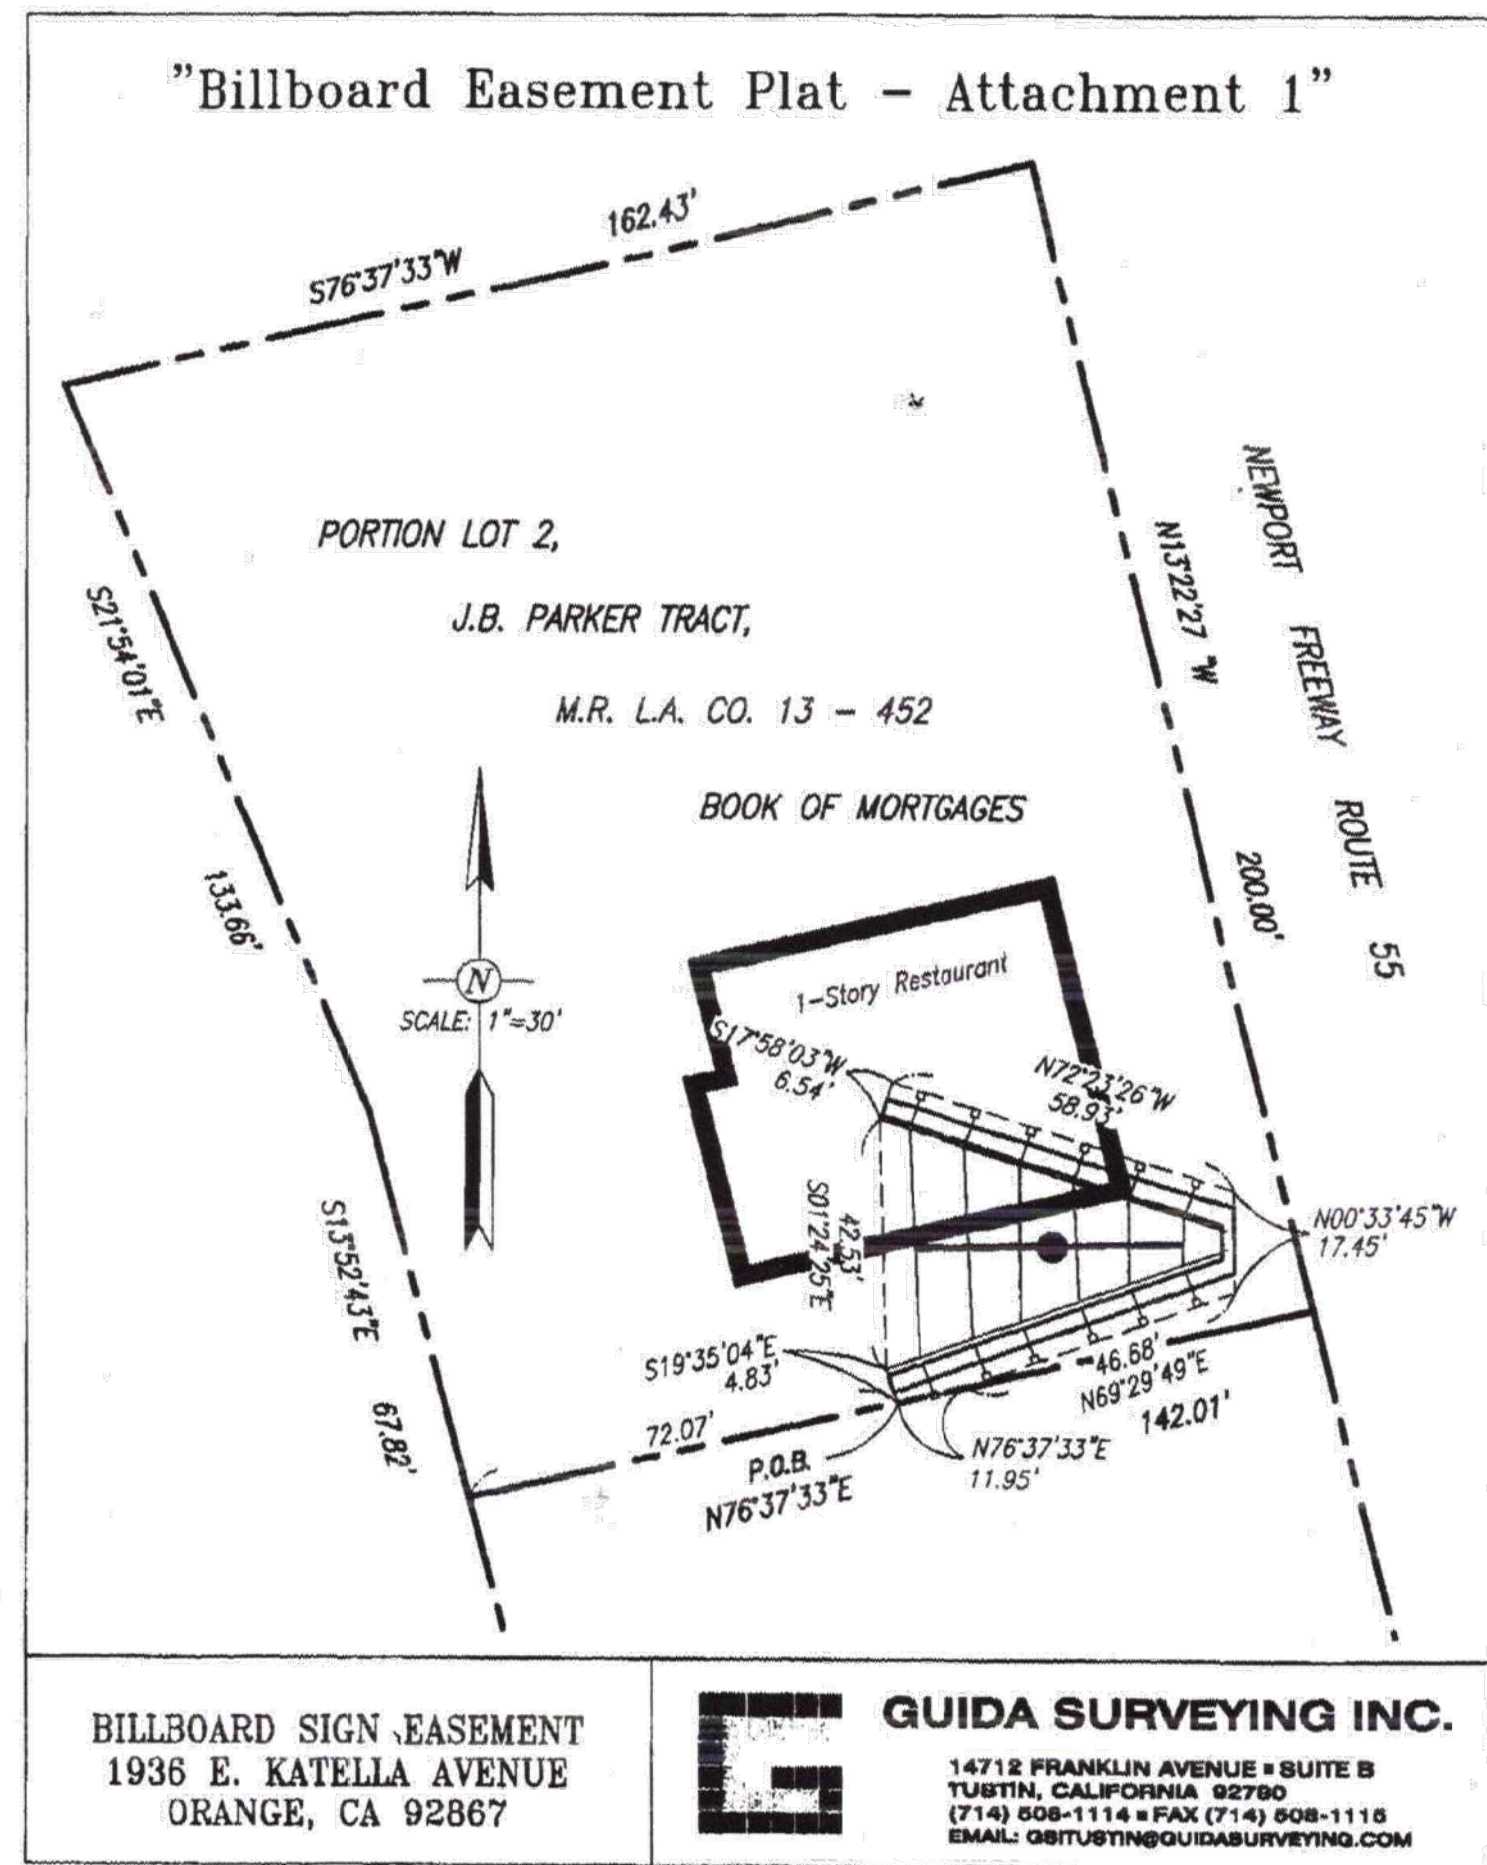 "Billboard Easement Plat - Attachment 1"
162.43'
S76°37'33"W
NEWPORT FREEWAY ROUTE 55
N13°22'27"W
200.00'
PORTION LOT 2,
J.B. PARKER TRACT,
M.R. L.A. CO. 13 - 452
BOOK OF MORTGAGES
S21°54'01"E
133.66'
N
SCALE: 1"=30'
1-Story Restaurant
S17°58'03"W
6.54'
N72°23'26"W
58.93'
S01°24'25"E
42.53'
N00°33'45"W
17.45'
S13°52'43"E
67.82'
S19°35'04"E
4.83'
46.68'
N69°29'49"E
142.01'
72.07'
P.O.B.
N76°37'33"E
N76°37'33"E
11.95'
BILLBOARD SIGN EASEMENT
1936 E. KATELLA AVENUE
ORANGE, CA 92867
G
GUIDA SURVEYING INC.
14712 FRANKLIN AVENUE ▪ SUITE B
TUSTIN, CALIFORNIA 92780
(714) 508-1114 ▪ FAX (714) 508-1116
EMAIL: GSITUSTIN@GUIDASURVEYING.COM